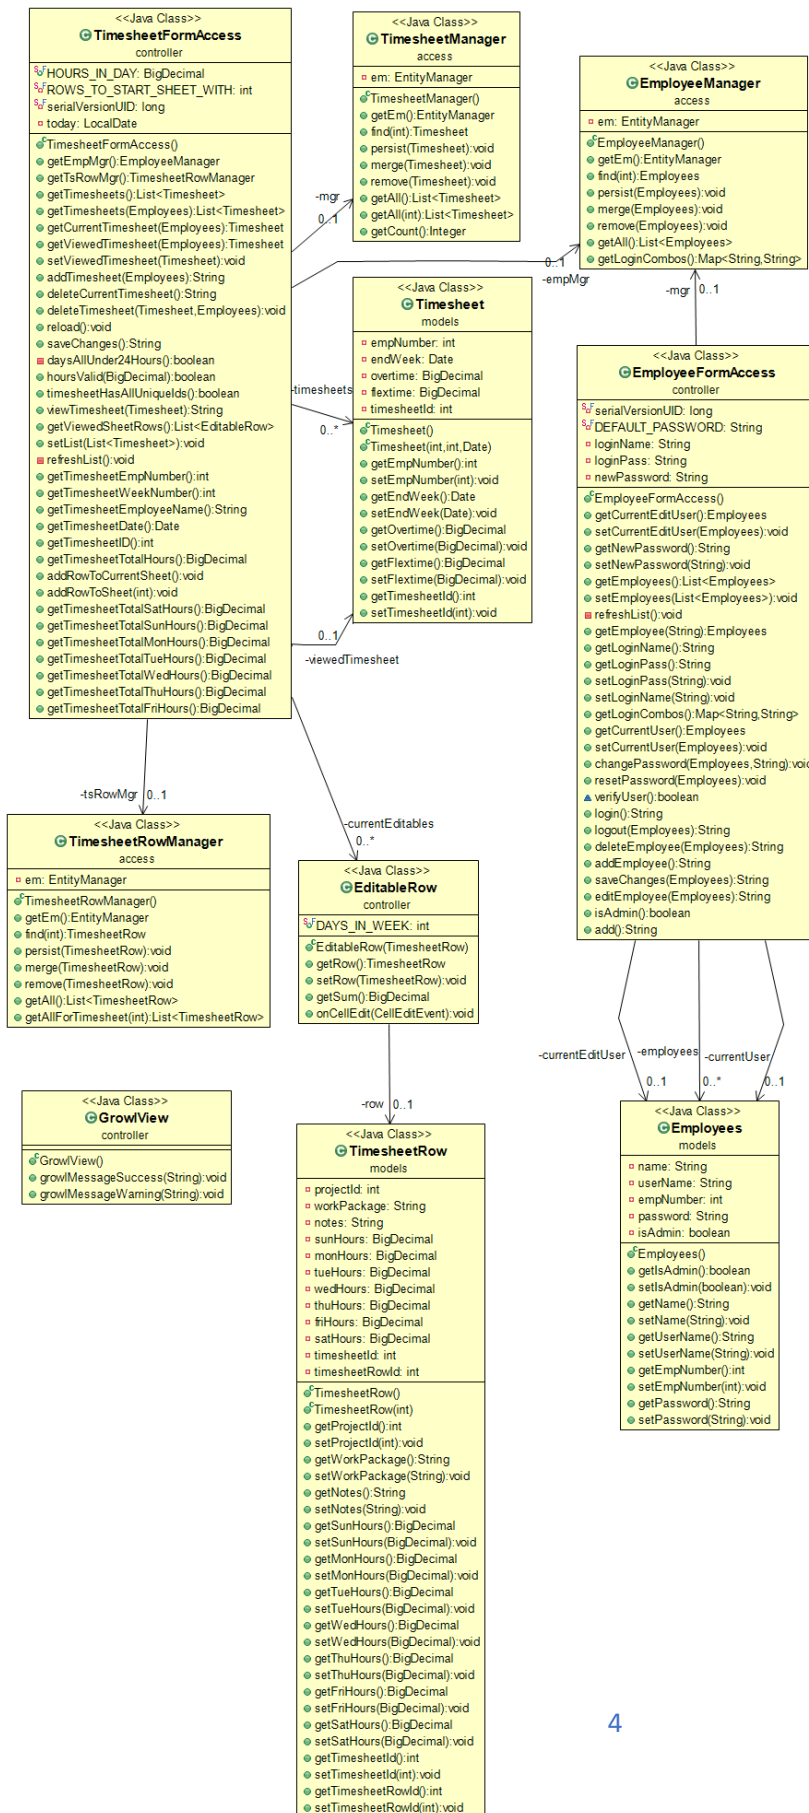 <<Java Class>>
TimesheetFormAccess
controller
HOURS_IN_DAY: BigDecimal
ROWS_TO_START_SHEET_WITH: int
serialVersionUID: long
today: LocalDate
TimesheetFormAccess()
getEmpMgr():EmployeeManager
getTsRowMgr():TimesheetRowManager
getTimesheets():List<Timesheet>
getTimesheets(Employees):List<Timesheet>
getCurrentTimesheet(Employees):Timesheet
getViewedTimesheet(Employees):Timesheet
setViewedTimesheet(Timesheet):void
addTimesheet(Employees):String
deleteCurrentTimesheet():String
deleteTimesheet(Timesheet,Employees):void
reload():void
saveChanges():String
daysAllUnder24Hours():boolean
hoursValid(BigDecimal):boolean
timesheetHasAllUniqueIds():boolean
viewTimesheet(Timesheet):String
getViewedSheetRows():List<EditableRow>
setList(List<Timesheet>):void
refreshList():void
getTimesheetEmpNumber():int
getTimesheetWeekNumber():int
getTimesheetEmployeeName():String
getTimesheetDate():Date
getTimesheetID():int
getTimesheetTotalHours():BigDecimal
addRowToCurrentSheet():void
addRowToSheet(int):void
getTimesheetTotalSatHours():BigDecimal
getTimesheetTotalSunHours():BigDecimal
getTimesheetTotalMonHours():BigDecimal
getTimesheetTotalTueHours():BigDecimal
getTimesheetTotalWedHours():BigDecimal
getTimesheetTotalThuHours():BigDecimal
getTimesheetTotalFriHours():BigDecimal
<<Java Class>>
TimesheetManager
access
em: EntityManager
TimesheetManager()
getEm():EntityManager
find(int):Timesheet
persist(Timesheet):void
merge(Timesheet):void
remove(Timesheet):void
getAll():List<Timesheet>
getAll(int):List<Timesheet>
getCount():Integer
-mgr
0..1
<<Java Class>>
EmployeeManager
access
em: EntityManager
EmployeeManager()
getEm():EntityManager
find(int):Employees
persist(Employees):void
merge(Employees):void
remove(Employees):void
getAll():List<Employees>
getLoginCombos():Map<String,String>
0..1
-empMgr
-mgr 0..1
<<Java Class>>
Timesheet
models
empNumber: int
endWeek: Date
overtime: BigDecimal
flextime: BigDecimal
timesheetId: int
Timesheet()
Timesheet(int,int,Date)
getEmpNumber():int
setEmpNumber(int):void
getEndWeek():Date
setEndWeek(Date):void
getOvertime():BigDecimal
setOvertime(BigDecimal):void
getFlextime():BigDecimal
setFlextime(BigDecimal):void
getTimesheetId():int
setTimesheetId(int):void
-timesheets
0..*
0..1
-viewedTimesheet
<<Java Class>>
EmployeeFormAccess
controller
serialVersionUID: long
DEFAULT_PASSWORD: String
loginName: String
loginPass: String
newPassword: String
EmployeeFormAccess()
getCurrentEditUser():Employees
setCurrentEditUser(Employees):void
getNewPassword():String
setNewPassword(String):void
getEmployees():List<Employees>
setEmployees(List<Employees>):void
refreshList():void
getEmployee(String):Employees
getLoginName():String
getLoginPass():String
setLoginPass(String):void
setLoginName(String):void
getLoginCombos():Map<String,String>
getCurrentUser():Employees
setCurrentUser(Employees):void
changePassword(Employees,String):void
resetPassword(Employees):void
verifyUser():boolean
login():String
logout(Employees):String
deleteEmployee(Employees):String
addEmployee():String
saveChanges(Employees):String
editEmployee(Employees):String
isAdmin():boolean
add():String
-tsRowMgr 0..1
-currentEditables
0..*
<<Java Class>>
TimesheetRowManager
access
em: EntityManager
TimesheetRowManager()
getEm():EntityManager
find(int):TimesheetRow
persist(TimesheetRow):void
merge(TimesheetRow):void
remove(TimesheetRow):void
getAll():List<TimesheetRow>
getAllForTimesheet(int):List<TimesheetRow>
<<Java Class>>
EditableRow
controller
DAYS_IN_WEEK: int
EditableRow(TimesheetRow)
getRow():TimesheetRow
setRow(TimesheetRow):void
getSum():BigDecimal
onCellEdit(CellEditEvent):void
-currentEditUser
0..1
-employees
0..*
-currentUser
0..1
-row 0..1
<<Java Class>>
GrowlView
controller
GrowlView()
growlMessageSuccess(String):void
growlMessageWarning(String):void
<<Java Class>>
TimesheetRow
models
projectId: int
workPackage: String
notes: String
sunHours: BigDecimal
monHours: BigDecimal
tueHours: BigDecimal
wedHours: BigDecimal
thuHours: BigDecimal
friHours: BigDecimal
satHours: BigDecimal
timesheetId: int
timesheetRowId: int
TimesheetRow()
TimesheetRow(int)
getProjectId():int
setProjectId(int):void
getWorkPackage():String
setWorkPackage(String):void
getNotes():String
setNotes(String):void
getSunHours():BigDecimal
setSunHours(BigDecimal):void
getMonHours():BigDecimal
setMonHours(BigDecimal):void
getTueHours():BigDecimal
setTueHours(BigDecimal):void
getWedHours():BigDecimal
setWedHours(BigDecimal):void
getThuHours():BigDecimal
setThuHours(BigDecimal):void
getFriHours():BigDecimal
setFriHours(BigDecimal):void
getSatHours():BigDecimal
setSatHours(BigDecimal):void
getTimesheetId():int
setTimesheetId(int):void
getTimesheetRowId():int
setTimesheetRowId(int):void
<<Java Class>>
Employees
models
name: String
userName: String
empNumber: int
password: String
isAdmin: boolean
Employees()
getIsAdmin():boolean
setIsAdmin(boolean):void
getName():String
setName(String):void
getUserName():String
setUserName(String):void
getEmpNumber():int
setEmpNumber(int):void
getPassword():String
setPassword(String):void
4